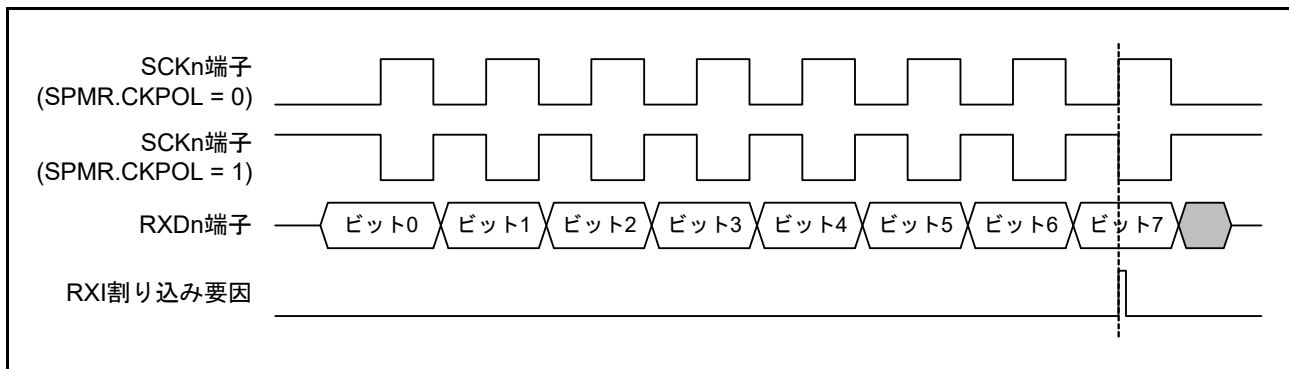 SCKn端子
(SPMR.CKPOL = 0)
SCKn端子
(SPMR.CKPOL = 1)
RXDn端子
ビット0 ビット1 ビット2 ビット3 ビット4 ビット5 ビット6 ビット7
RXI割り込み要因